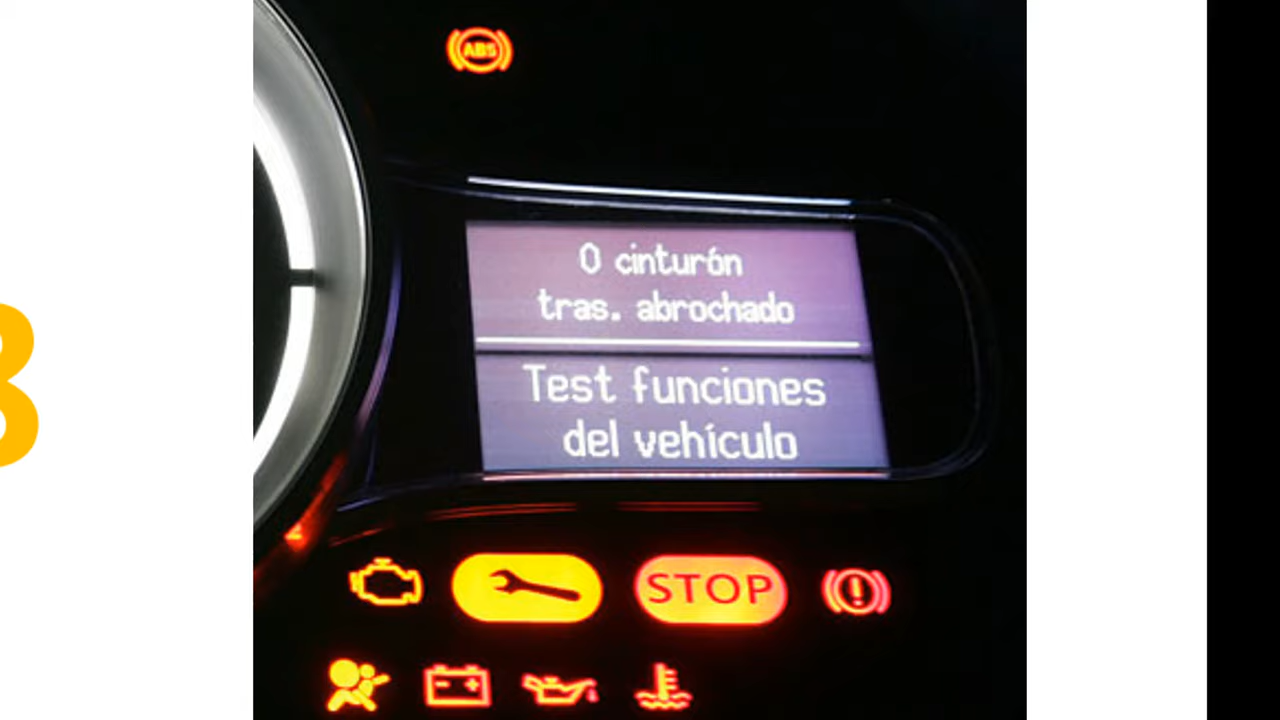 ABS
0 cinturón
tras. abrochado
Test funciones
del vehículo
STOP